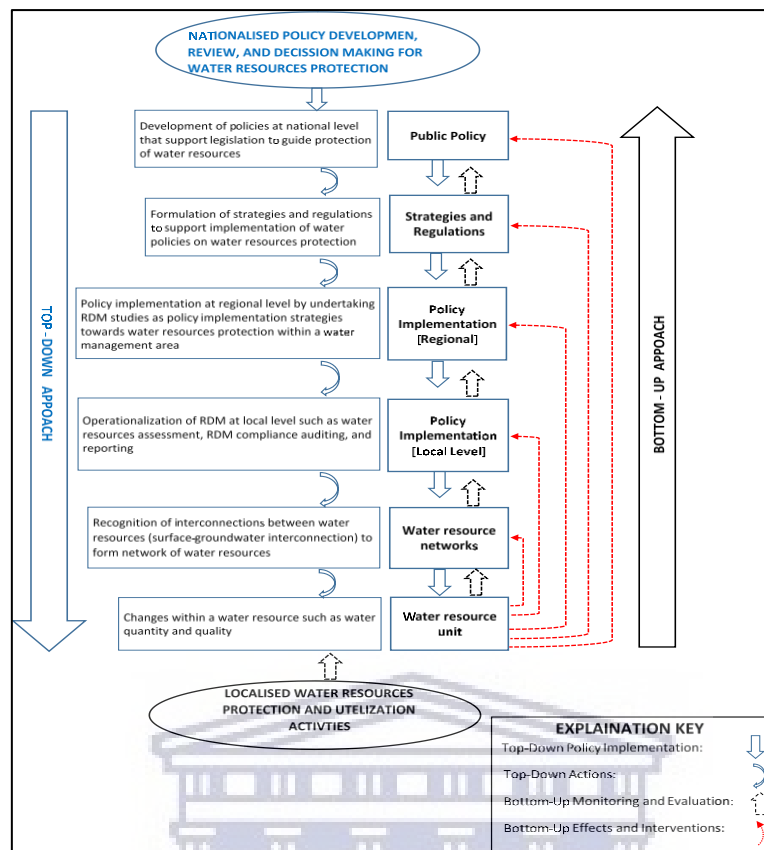 NATIONALISED POLICY DEVELOPMEN,
REVIEW, AND DECISSION MAKING FOR
WATER RESOURCES PROTECTION
TOP - DOWN APPOACH
BOTTOM - UP APPOACH
Development of policies at national level
that support legislation to guide protection
of water resources
Public Policy
Formulation of strategies and regulations
to support implementation of water
policies on water resources protection
Strategies and
Regulations
Policy implementation at regional level by undertaking
RDM studies as policy implementation strategies
towards water resources protection within a water
management area
Policy
Implementation
[Regional]
Operationalization of RDM at local level such as water
resources assessment, RDM compliance auditing, and
reporting
Policy
Implementation
[Local Level]
Recognition of interconnections between water
resources (surface-groundwater interconnection) to
form network of water resources
Water resource
networks
Changes within a water resource such as water
quantity and quality
Water resource
unit
LOCALISED WATER RESOURCES
PROTECTION AND UTELIZATION
ACTIVTIES
EXPLAINATION KEY
Top-Down Policy Implementation:
Top-Down Actions:
Bottom-Up Monitoring and Evaluation:
Bottom-Up Effects and Interventions: